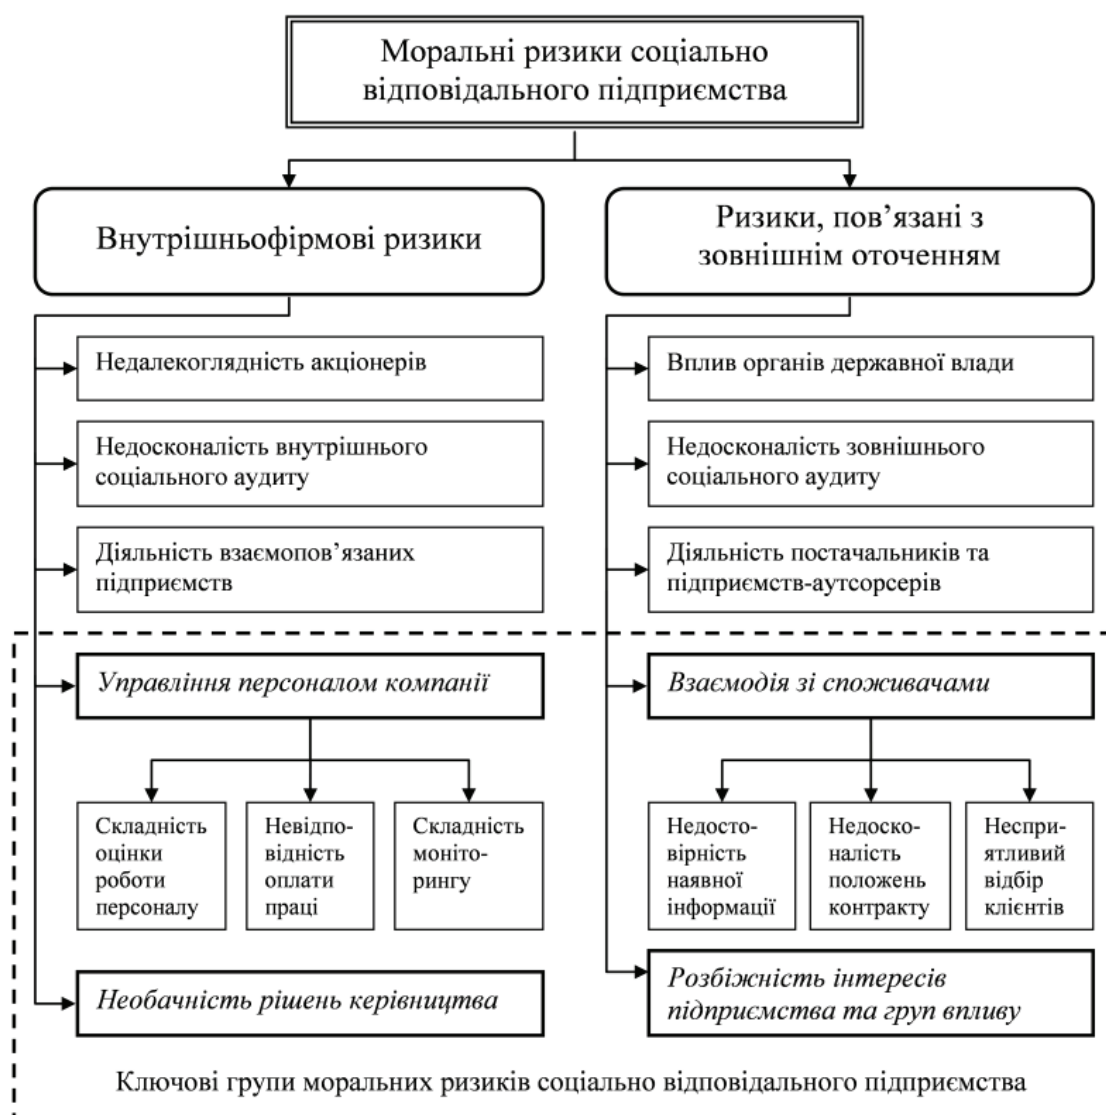 Моральні ризики соціально
відповідального підприємства
Внутрішньофірмові ризики
Ризики, пов’язані з
зовнішнім оточенням
Недалекоглядність акціонерів
Недосконалість внутрішнього
соціального аудиту
Діяльність взаємопов’язаних
підприємств
Вплив органів державної влади
Недосконалість зовнішнього
соціального аудиту
Діяльність постачальників та
підприємств-аутсорсерів
Управління персоналом компанії
Складність
оцінки
роботи
персоналу
Невідпо-
відність
оплати
праці
Складність
моніто-
рингу
Необачність рішень керівництва
Взаємодія зі споживачами
Недосто-
вірність
наявної
інформації
Недоско-
налість
положень
контракту
Неспри-
ятливий
відбір
клієнтів
Розбіжність інтересів
підприємства та груп впливу
Ключові групи моральних ризиків соціально відповідального підприємства